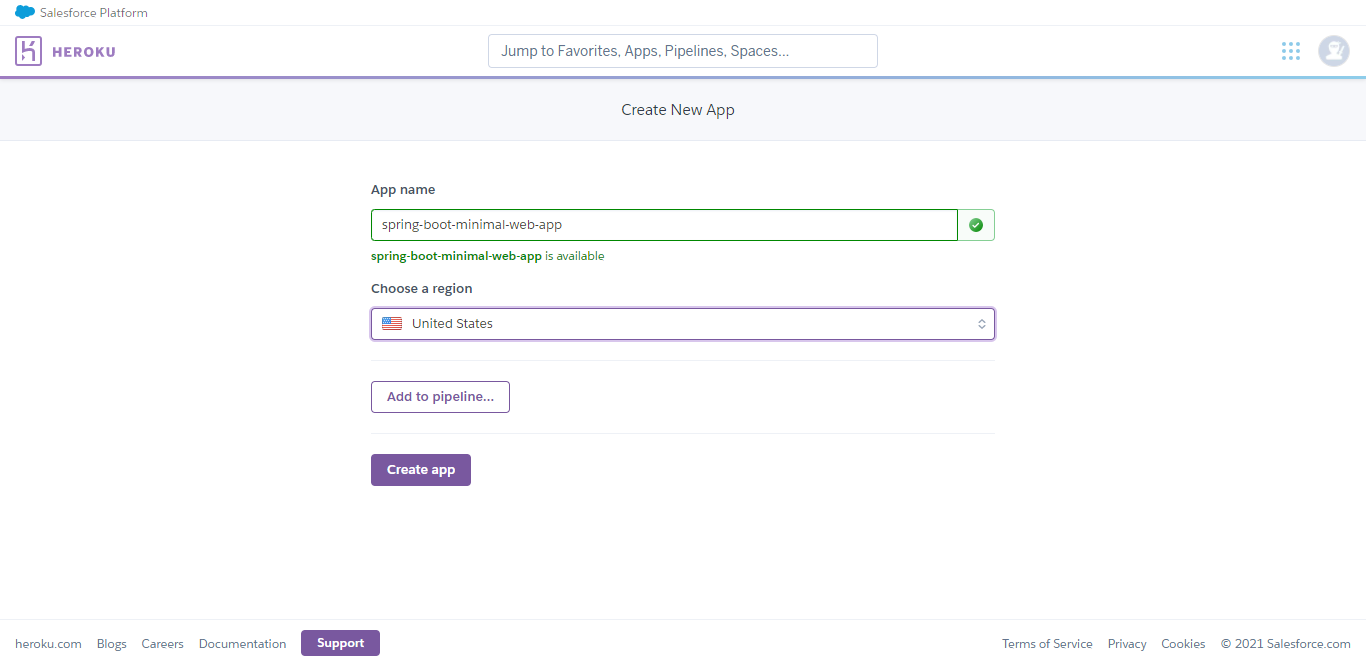 Salesforce Platform
HEROKU
Jump to Favorites, Apps, Pipelines, Spaces...
Create New App
App name
spring-boot-minimal-web-app
spring-boot-minimal-web-app is available
Choose a region
United States
Add to pipeline...
Create app
heroku.com Blogs Careers Documentation Support Terms of Service Privacy Cookies © 2021 Salesforce.com